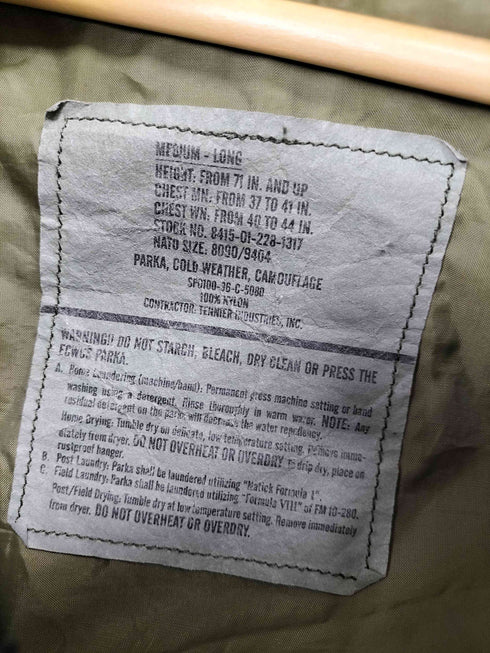 MEDIUM - LONG
HEIGHT: FROM 71 IN. AND UP
CHEST MN: FROM 37 TO 41 IN.
CHEST WN: FROM 40 TO 44 IN.
STOCK NO. 8415-01-228-1317
NATO SIZE: 8090/9404
PARKA, COLD WEATHER, CAMOUFLAGE
SPO100-96-C-5080
100% NYLON
CONTRACTOR: TENNIER INDUSTRIES, INC.
WARNING! DO NOT STARCH, BLEACH, DRY CLEAN OR PRESS THE
ECWCS PARKA.
A. Home Laundering (machine/hand): Permanent press machine setting or hand
washing using a detergent. Rinse thoroughly in warm water. NOTE: Any
residual detergent on the parka will decrease the water repellency.
Home Drying: Tumble dry on delicate, low temperature setting. Remove imme-
diately from dryer. DO NOT OVERHEAT OR OVERDRY. To drip dry, place on
rustproof hanger.
B. Post Laundry: Parka shall be laundered utilizing "Natick Formula I".
C. Field Laundry: Parka shall be laundered utilizing "Formula VIII" of FM 10-280.
Post/Field Drying: Tumble dry at low temperature setting. Remove immediately
from dryer. DO NOT OVERHEAT OR OVERDRY.